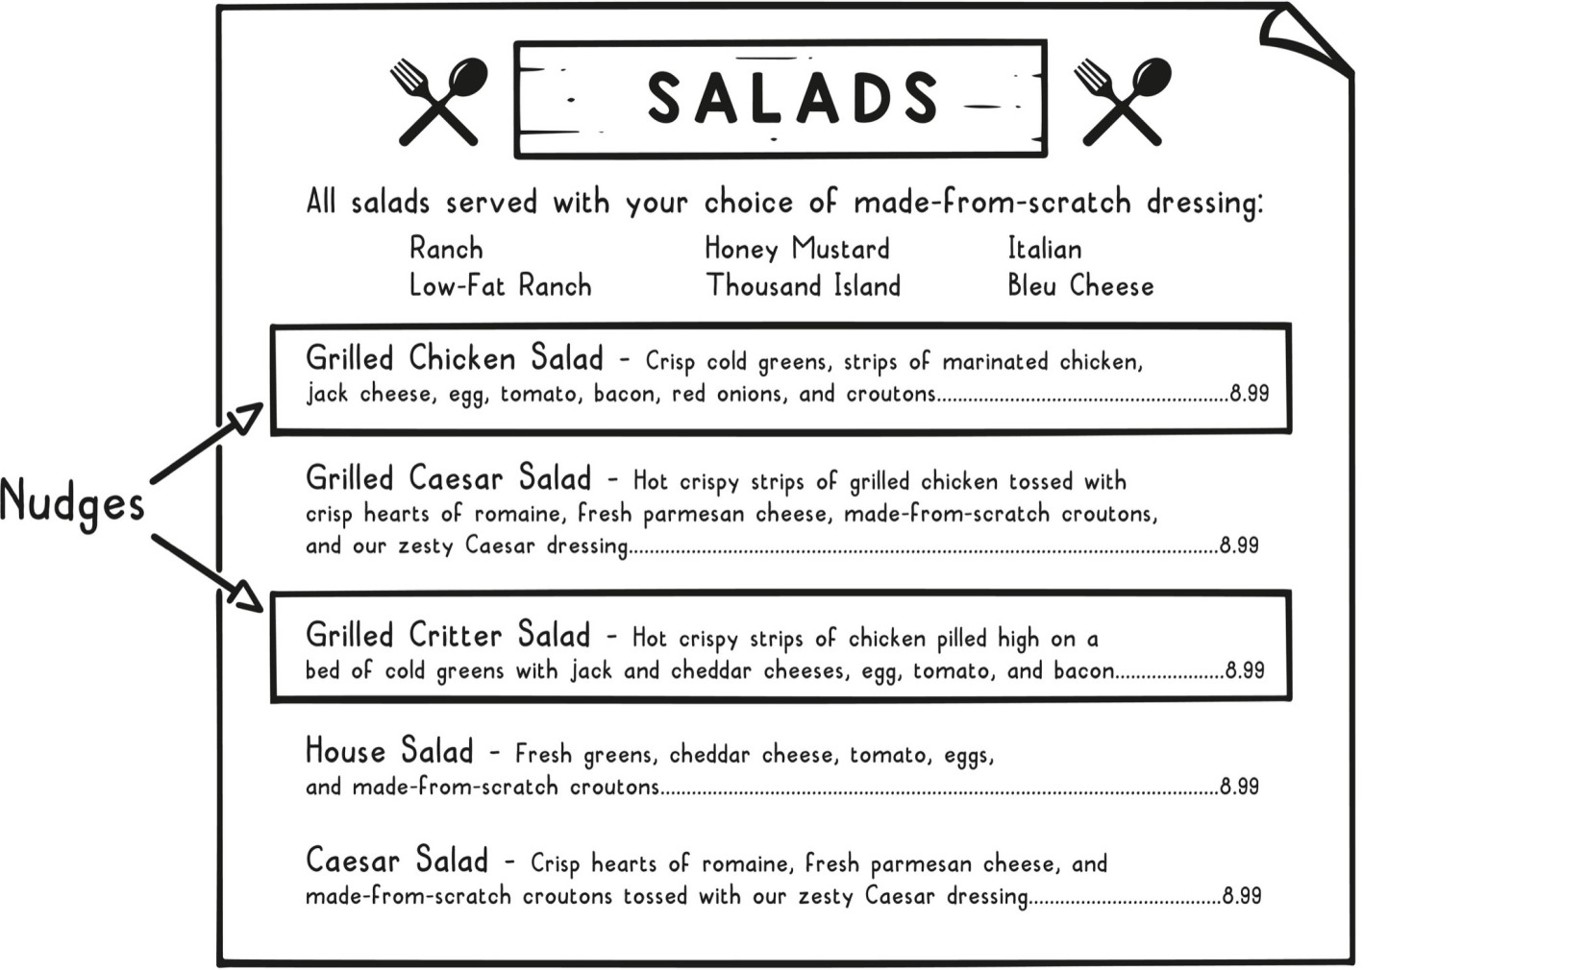 SALADS
All salads served with your choice of made-from-scratch dressing:
Ranch Honey Mustard Italian
Low-Fat Ranch Thousand Island Bleu Cheese
Grilled Chicken Salad - Crisp cold greens, strips of marinated chicken,
jack cheese, egg, tomato, bacon, red onions, and croutons................................................8.99
Nudges
Grilled Caesar Salad - Hot crispy strips of grilled chicken tossed with
crisp hearts of romaine, fresh parmesan cheese, made-from-scratch croutons,
and our zesty Caesar dressing................................................................................................8.99
Grilled Critter Salad - Hot crispy strips of chicken pilled high on a
bed of cold greens with jack and cheddar cheeses, egg, tomato, and bacon..................8.99
House Salad - Fresh greens, cheddar cheese, tomato, eggs,
and made-from-scratch croutons............................................................................................8.99
Caesar Salad - Crisp hearts of romaine, fresh parmesan cheese, and
made-from-scratch croutons tossed with our zesty Caesar dressing................................8.99